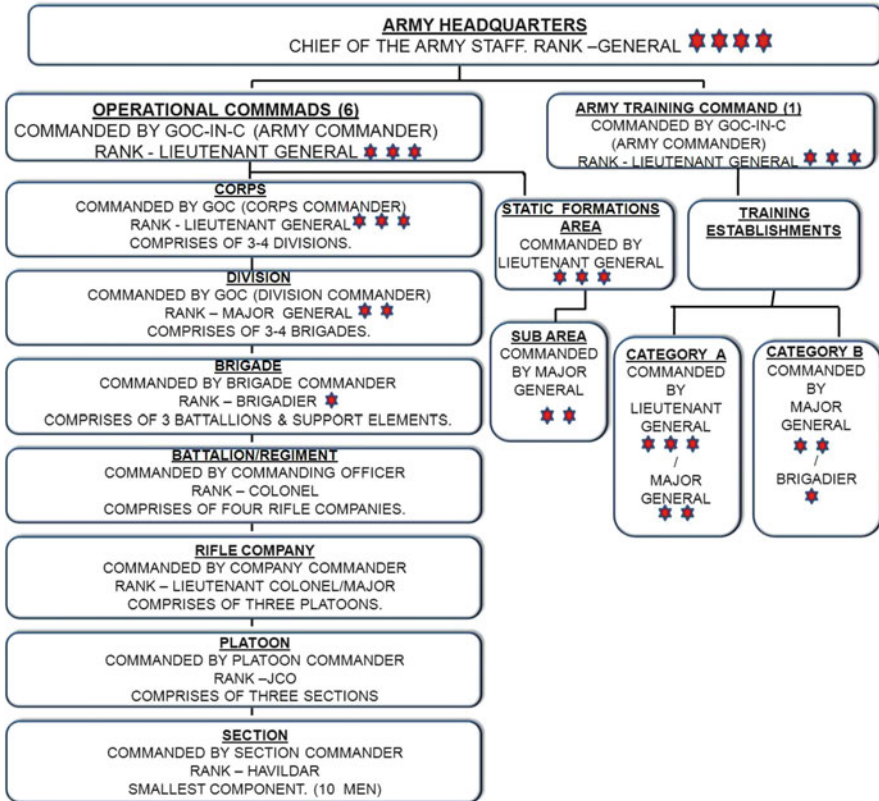 ARMY HEADQUARTERS
CHIEF OF THE ARMY STAFF. RANK –GENERAL
OPERATIONAL COMMMADS (6)
COMMANDED BY GOC-IN-C (ARMY COMMANDER)
RANK - LIEUTENANT GENERAL
ARMY TRAINING COMMAND (1)
COMMANDED BY GOC-IN-C
(ARMY COMMANDER)
RANK - LIEUTENANT GENERAL
CORPS
COMMANDED BY GOC (CORPS COMMANDER)
RANK - LIEUTENANT GENERAL
COMPRISES OF 3-4 DIVISIONS.
STATIC FORMATIONS
AREA
COMMANDED BY
LIEUTENANT GENERAL
TRAINING
ESTABLISHMENTS
DIVISION
COMMANDED BY GOC (DIVISION COMMANDER)
RANK – MAJOR GENERAL
COMPRISES OF 3-4 BRIGADES.
SUB AREA
COMMANDED
BY MAJOR
GENERAL
CATEGORY A
COMMANDED
BY
LIEUTENANT
GENERAL
/
MAJOR
GENERAL
CATEGORY B
COMMANDED
BY
MAJOR
GENERAL
/
BRIGADIER
BRIGADE
COMMANDED BY BRIGADE COMMANDER
RANK – BRIGADIER
COMPRISES OF 3 BATTALLIONS & SUPPORT ELEMENTS.
BATTALION/REGIMENT
COMMANDED BY COMMANDING OFFICER
RANK – COLONEL
COMPRISES OF FOUR RIFLE COMPANIES.
RIFLE COMPANY
COMMANDED BY COMPANY COMMANDER
RANK – LIEUTENANT COLONEL/MAJOR
COMPRISES OF THREE PLATOONS.
PLATOON
COMMANDED BY PLATOON COMMANDER
RANK –JCO
COMPRISES OF THREE SECTIONS
SECTION
COMMANDED BY SECTION COMMANDER
RANK – HAVILDAR
SMALLEST COMPONENT. (10 MEN)